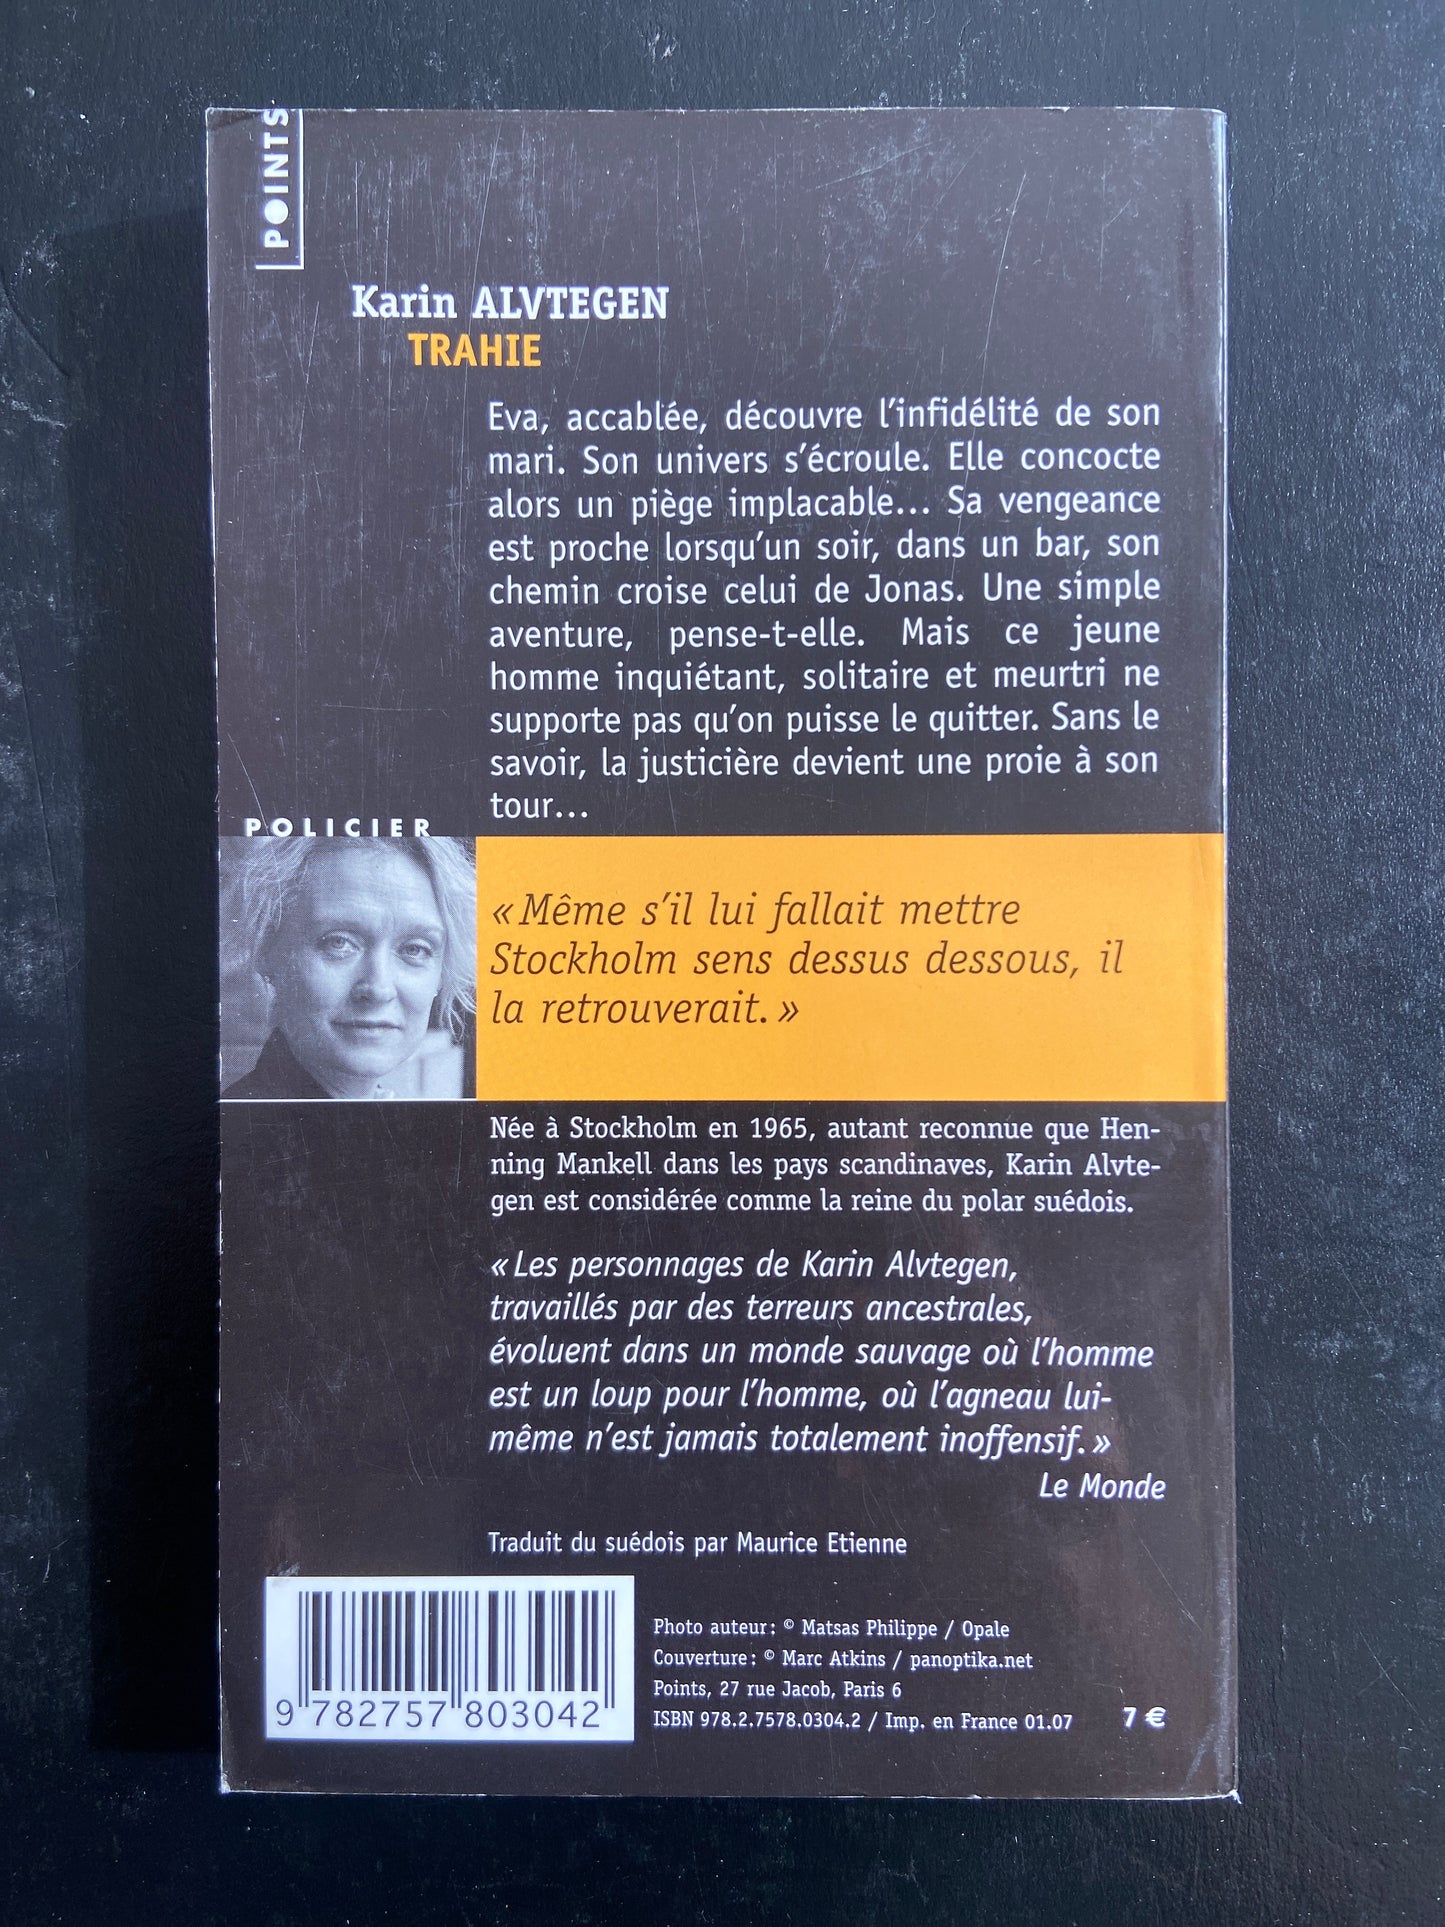 POINTS
Karin ALVTEGEN
TRAHIE
Eva, accablée, découvre l'infidélité de son
mari. Son univers s'écroule. Elle concocte
alors un piège implacable... Sa vengeance
est proche lorsqu'un soir, dans un bar, son
chemin croise celui de Jonas. Une simple
aventure, pense-t-elle. Mais ce jeune
homme inquiétant, solitaire et meurtri ne
supporte pas qu'on puisse le quitter. Sans le
savoir, la justicière devient une proie à son
tour...
POLICIER
« Même s'il lui fallait mettre
Stockholm sens dessus dessous, il
la retrouverait. »
Née à Stockholm en 1965, autant reconnue que Hen-
ning Mankell dans les pays scandinaves, Karin Alvte-
gen est considérée comme la reine du polar suédois.
« Les personnages de Karin Alvtegen,
travaillés par des terreurs ancestrales,
évoluent dans un monde sauvage où l'homme
est un loup pour l'homme, où l'agneau lui-
même n'est jamais totalement inoffensif. »
Le Monde
Traduit du suédois par Maurice Etienne
Photo auteur : © Matsas Philippe / Opale
Couverture : © Marc Atkins / panoptika.net
Points, 27 rue Jacob, Paris 6
ISBN 978.2.7578.0304.2 / Imp. en France 01.07
7 €
9 782757 803042